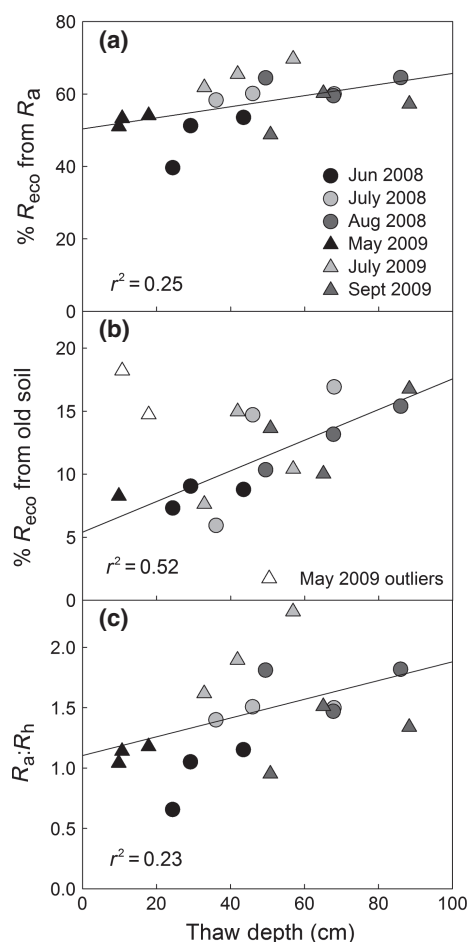 (a)
% Reco from Ra
80
60
40
20
0
Jun 2008
July 2008
Aug 2008
May 2009
July 2009
Sept 2009
r² = 0.25
(b)
% Reco from old soil
20
15
10
5
0
r² = 0.52
May 2009 outliers
(c)
Ra:Rh
2.0
1.5
1.0
0.5
0.0
r² = 0.23
0 20 40 60 80 100
Thaw depth (cm)